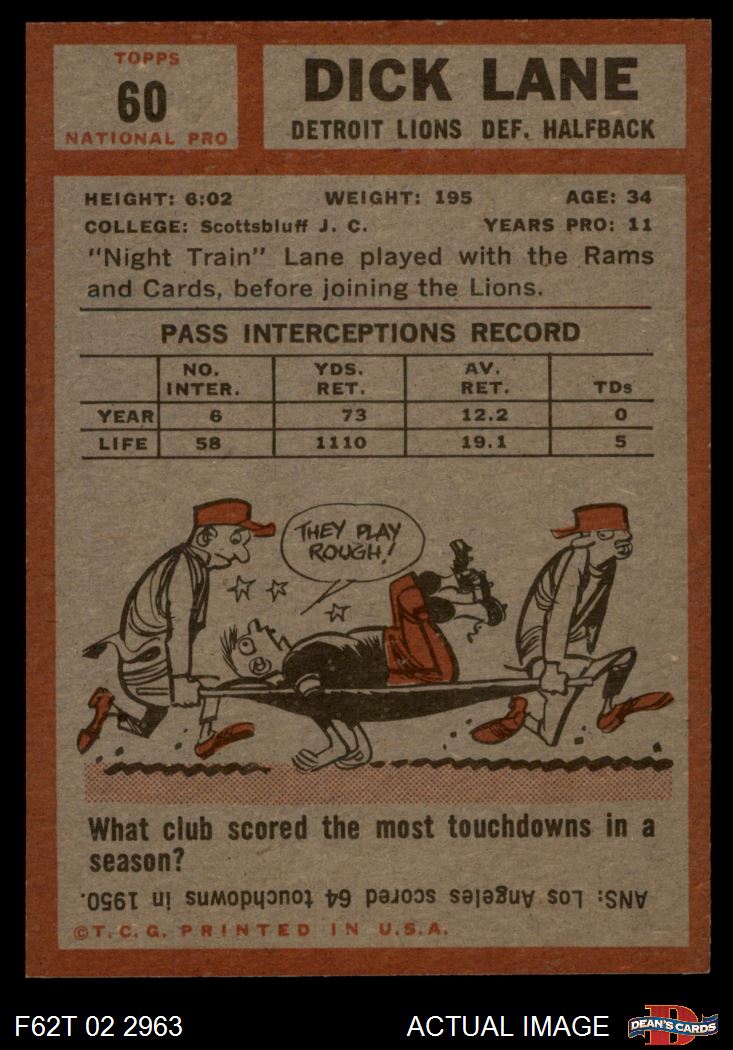 TOPPS
60
NATIONAL PRO
DICK LANE
DETROIT LIONS DEF. HALFBACK
HEIGHT: 6:02 WEIGHT: 195 AGE: 34
COLLEGE: Scottsbluff J. C. YEARS PRO: 11
"Night Train" Lane played with the Rams
and Cards, before joining the Lions.
PASS INTERCEPTIONS RECORD
NO. INTER. YDS. RET. AV. RET. TDs
YEAR 6 73 12.2 0
LIFE 58 1110 19.1 5
THEY PLAY
ROUGH!
What club scored the most touchdowns in a
season?
ANS: Los Angeles scored 64 touchdowns in 1950.
©T.C.G. PRINTED IN U.S.A.
F62T 02 2963 ACTUAL IMAGE D DEAN'S CARDS